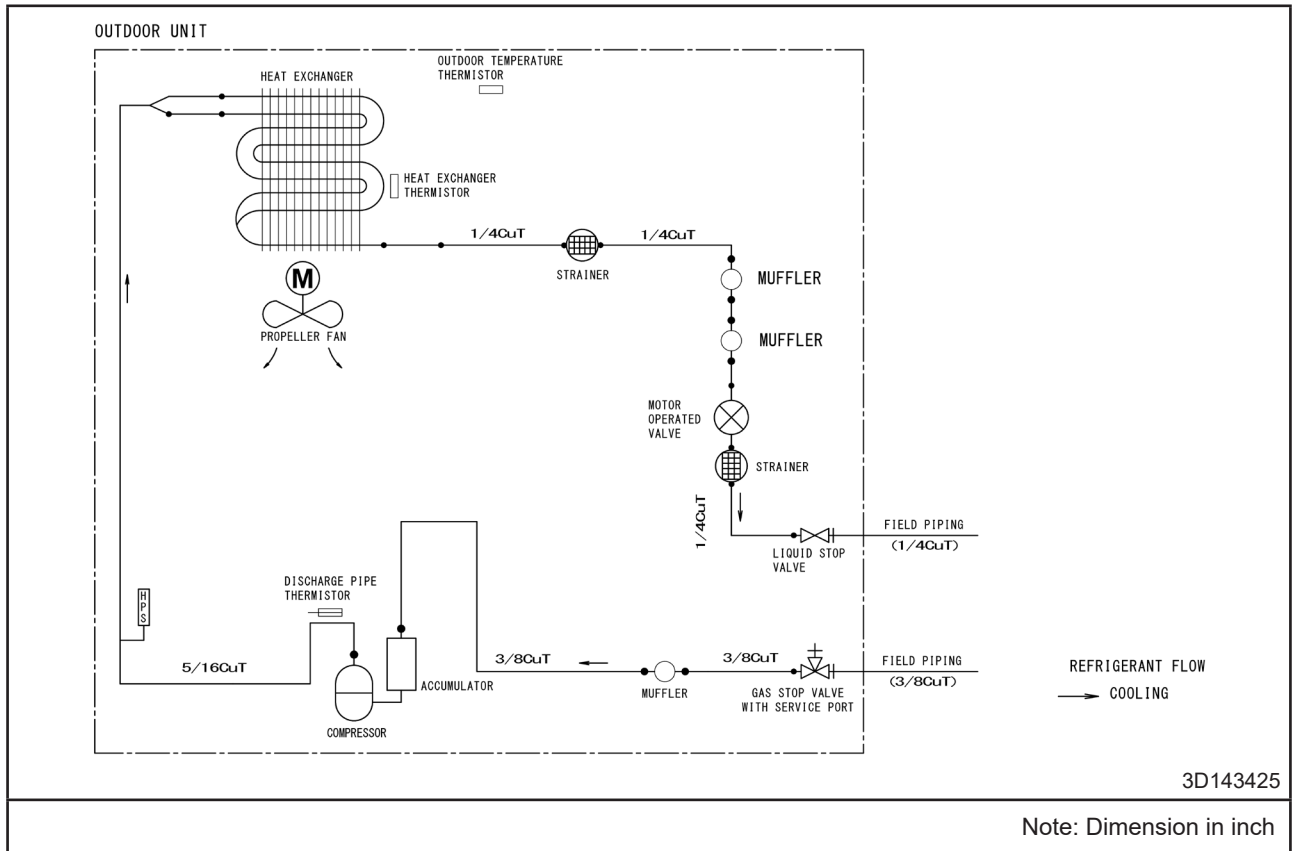 OUTDOOR UNIT
OUTDOOR TEMPERATURE
THERMISTOR
HEAT EXCHANGER
HEAT EXCHANGER
THERMISTOR
1/4CuT
STRAINER
1/4CuT
MUFFLER
MUFFLER
M
PROPELLER FAN
MOTOR
OPERATED
VALVE
STRAINER
1/4CuT
LIQUID STOP
VALVE
FIELD PIPING
(1/4CuT)
DISCHARGE PIPE
THERMISTOR
HPS
5/16CuT
COMPRESSOR
ACCUMULATOR
3/8CuT
MUFFLER
3/8CuT
GAS STOP VALVE
WITH SERVICE PORT
FIELD PIPING
(3/8CuT)
REFRIGERANT FLOW
COOLING
3D143425
Note: Dimension in inch